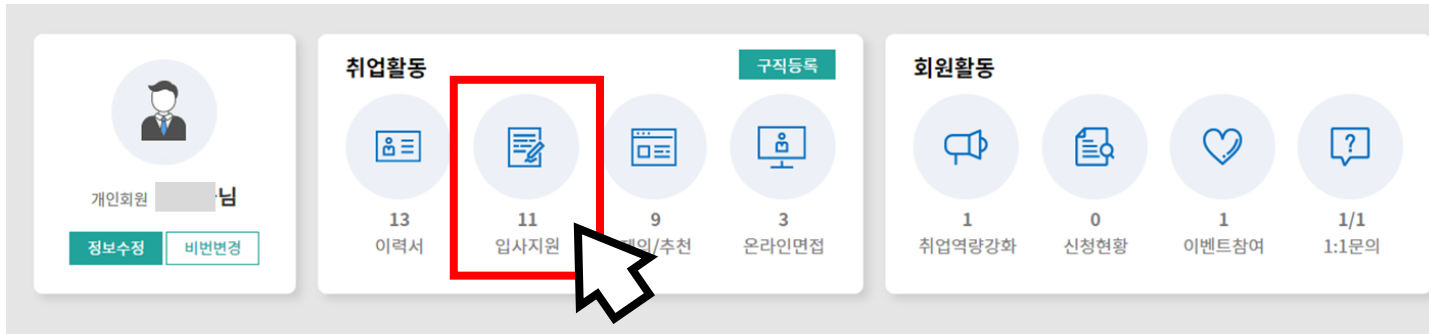 개인회원 님
정보수정 비번변경
취업활동 구직등록
13 이력서
11 입사지원
9 /추천
3 온라인면접
회원활동
1 취업역량강화
0 신청현황
1 이벤트참여
1/1 1:1문의